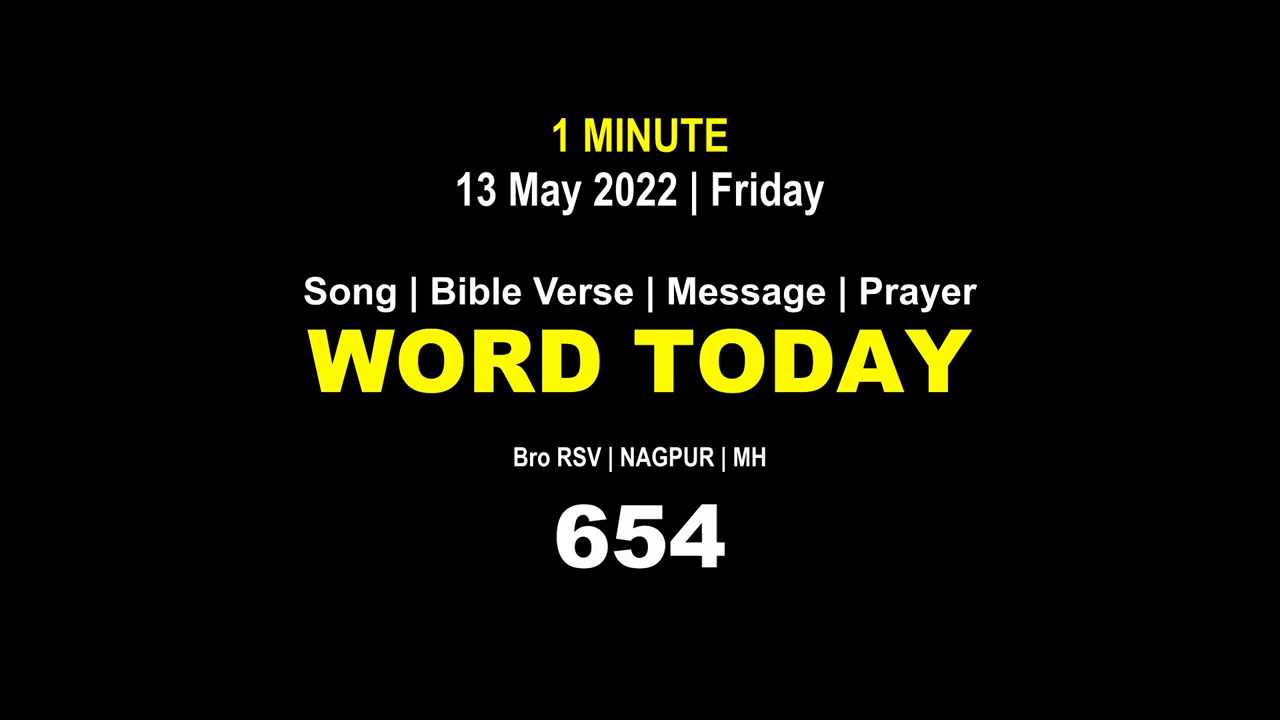 1 MINUTE
13 May 2022 | Friday
Song | Bible Verse | Message | Prayer
WORD TODAY
Bro RSV | NAGPUR | MH
654